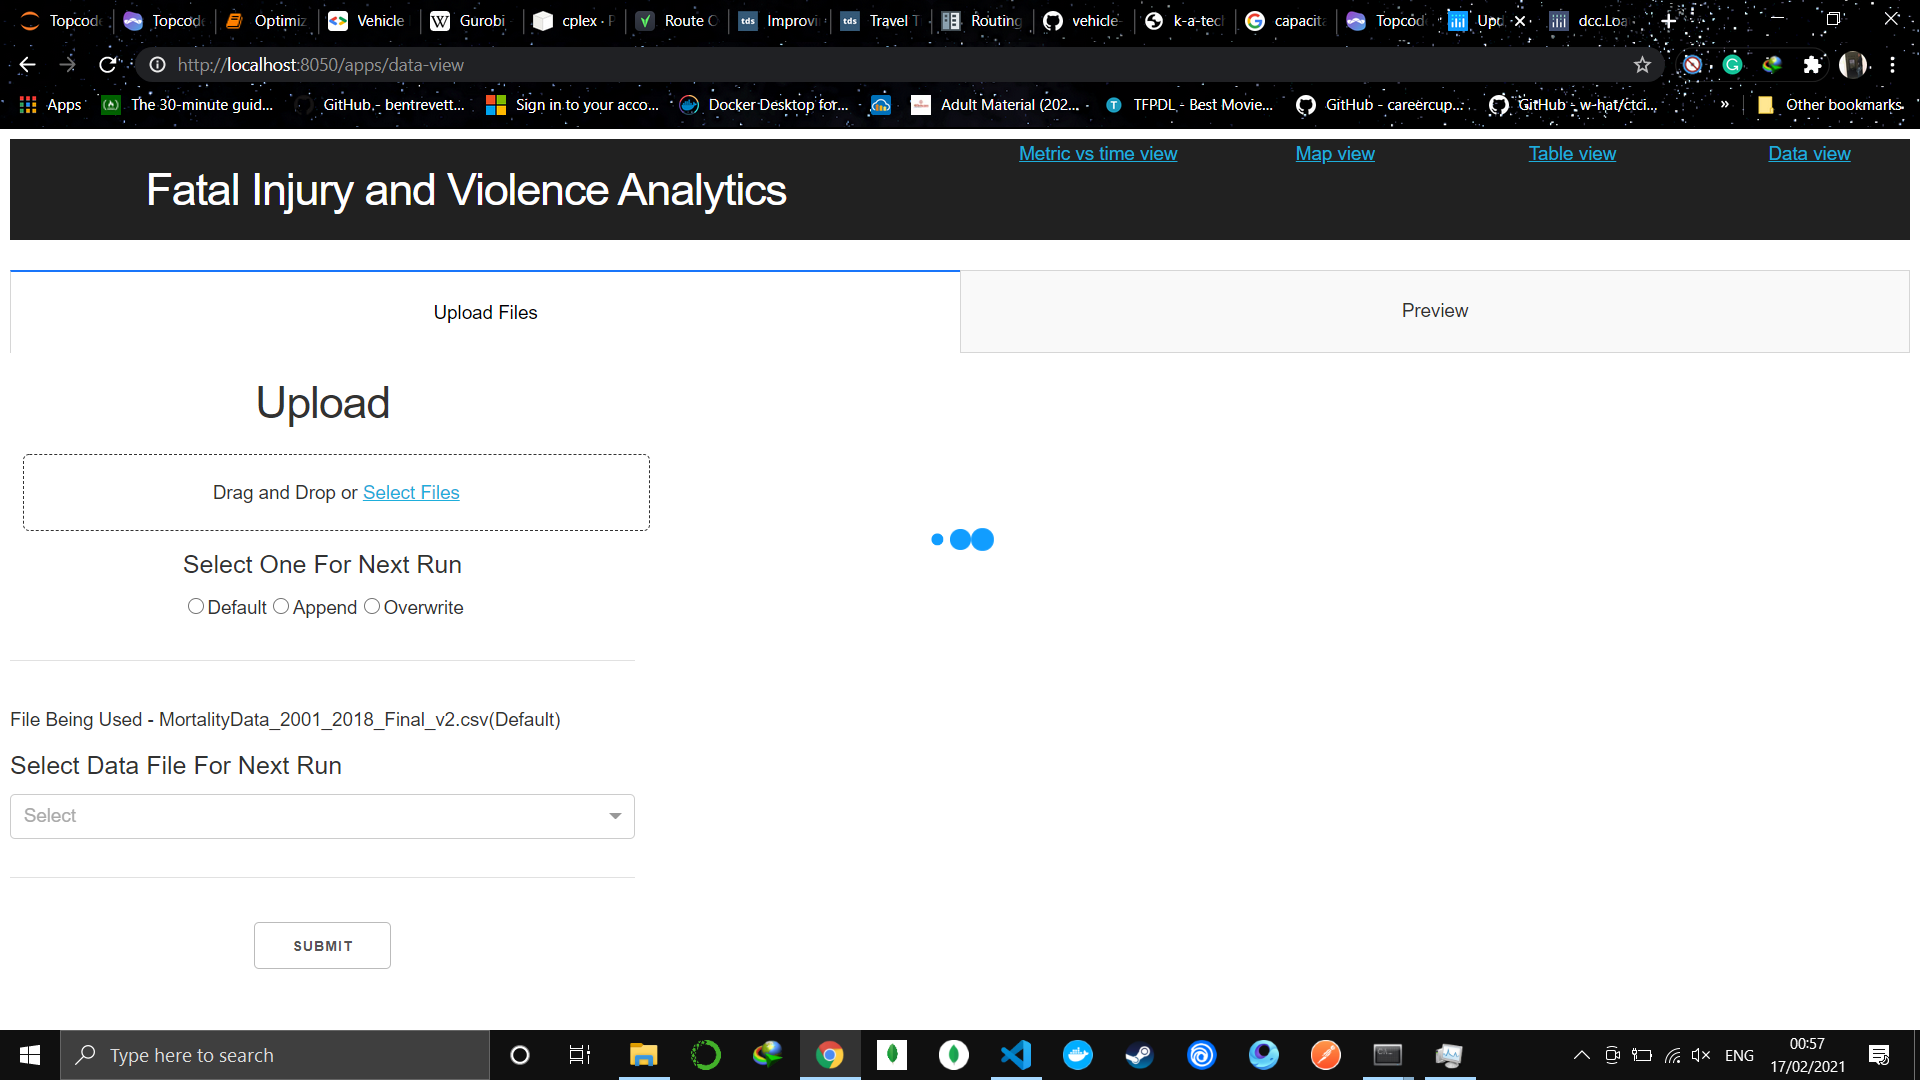 Topcod Topcod Optimiz Vehicle Gurobi cplex · P Route O Improvi Travel T Routing vehicle- k-a-tech capacita Topcod Upd dcc.Loa
http://localhost:8050/apps/data-view
Apps The 30-minute guid... GitHub - bentrevett... Sign in to your acco... Docker Desktop for... Adult Material (202... TFPDL - Best Movie... GitHub - careercup... GitHub - w-hat/ctci... » Other bookmarks
Metric vs time view Map view Table view Data view
Fatal Injury and Violence Analytics
Upload Files Preview
Upload
Drag and Drop or Select Files
Select One For Next Run
Default Append Overwrite
File Being Used - MortalityData_2001_2018_Final_v2.csv(Default)
Select Data File For Next Run
Select
SUBMIT
Type here to search
ENG
00:57
17/02/2021